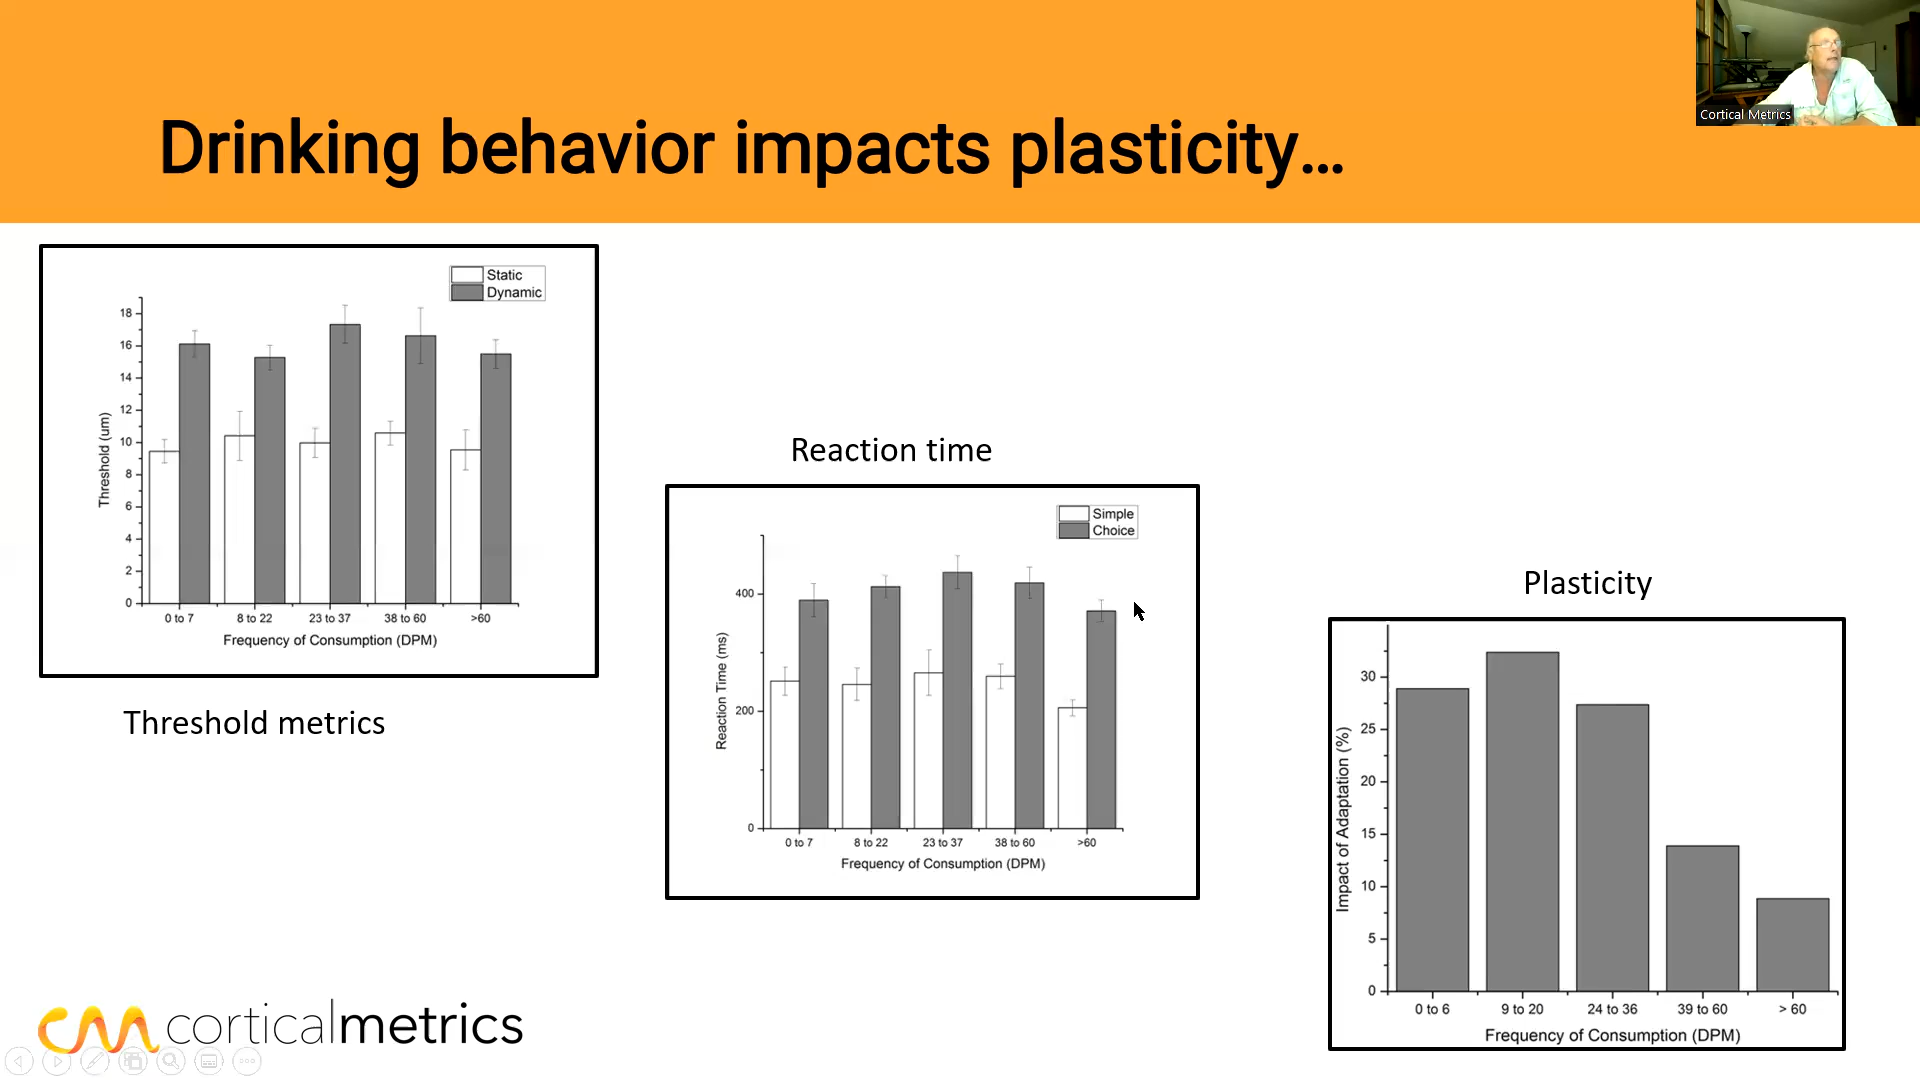 Drinking behavior impacts plasticity...
Cortical Metrics
Static
Dynamic
18
16
14
12
10
8
6
4
2
0
Threshold (um)
0 to 7 8 to 22 23 to 37 38 to 60 >60
Frequency of Consumption (DPM)
Threshold metrics
Reaction time
Simple
Choice
400
200
0
Reaction Time (ms)
0 to 7 8 to 22 23 to 37 38 to 60 >60
Frequency of Consumption (DPM)
Plasticity
30
25
20
15
10
5
0
Impact of Adaptation (%)
0 to 6 9 to 20 24 to 36 39 to 60 > 60
Frequency of Consumption (DPM)
corticalmetrics